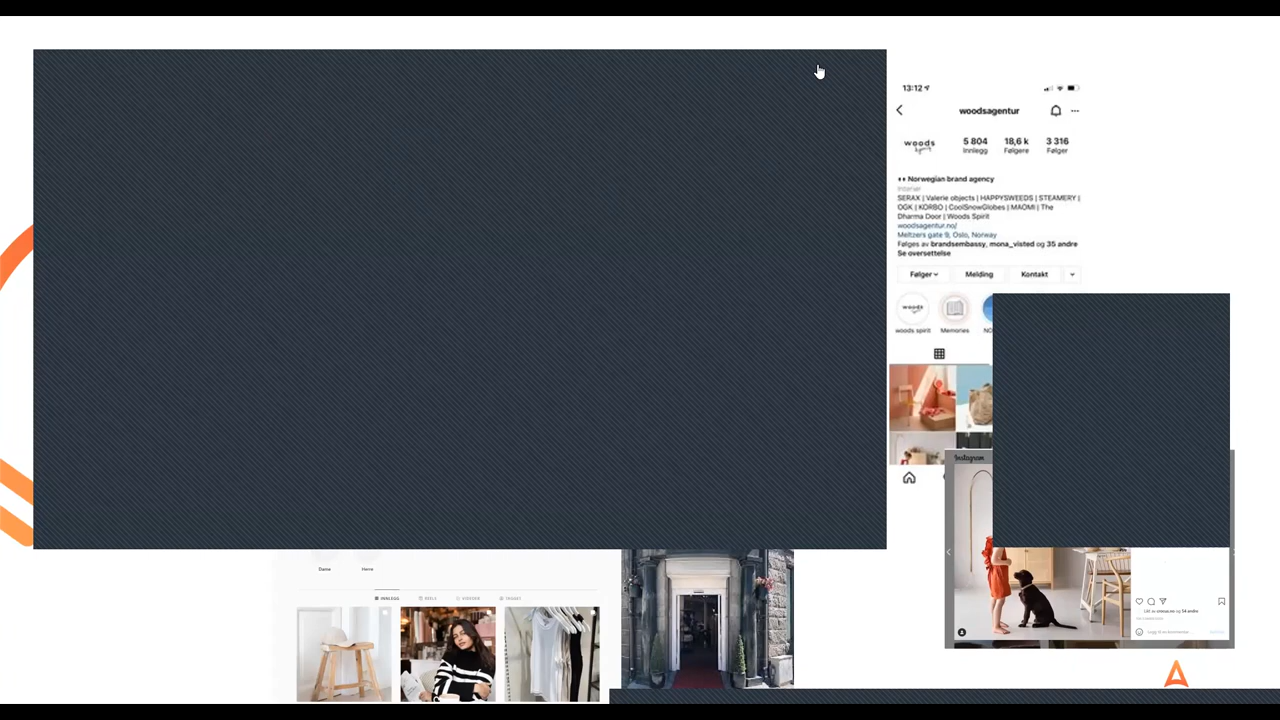 13:12
woodsagentur
woods
5 804 18,6 k 3 316
Innlegg Følgere Følger
Norwegian brand agency
Interiør
SERAX | Valerie objects | HAPPYSWEEDS | STEAMERY |
OGK | KORBO | CoolSnowGlobes | MAOMI | The
Dharma Door | Woods Spirit
woodsagentur.no/
Meltzers gate 9, Oslo, Norway
Følges av brandsembassy, mona_visted og 35 andre
Se oversettelse
Følger Melding Kontakt
woods
woods spirit Memories NO
Instagram
Dame Herre
INNLEGG REELS VIDEOER TAGGET